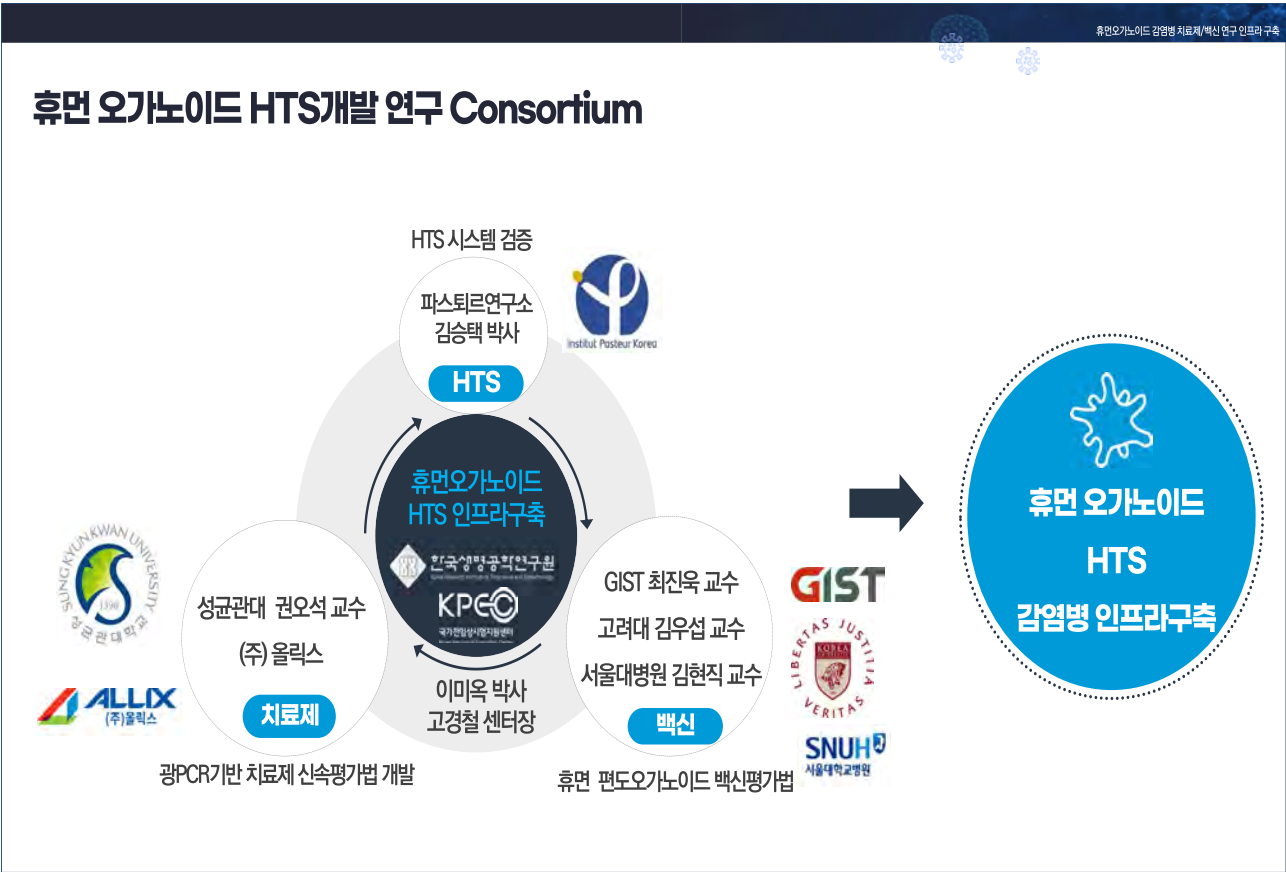 휴먼오가노이드 감염병 치료제/백신 연구 인프라 구축
휴먼 오가노이드 HTS개발 연구 Consortium
HTS 시스템 검증
파스퇴르연구소
김승택 박사
HTS
Institut Pasteur Korea
휴먼오가노이드
HTS 인프라구축
한국생명공학연구원
국가전임상시험지원센터
이미옥 박사
고경철 센터장
SUNG KYUN KWAN UNIVERSITY
1398
성균관대학교
성균관대 권오석 교수
(주) 올릭스
치료제
ALLIX
(주)올릭스
광PCR기반 치료제 신속평가법 개발
GIST 최진욱 교수
고려대 김우섭 교수
서울대병원 김현직 교수
백신
휴면 편도오가노이드 백신평가법
GIST
LIBERTAS JUSTITIA VERITAS
KOREA
SNUH
서울대학교병원
휴먼 오가노이드
HTS
감염병 인프라구축